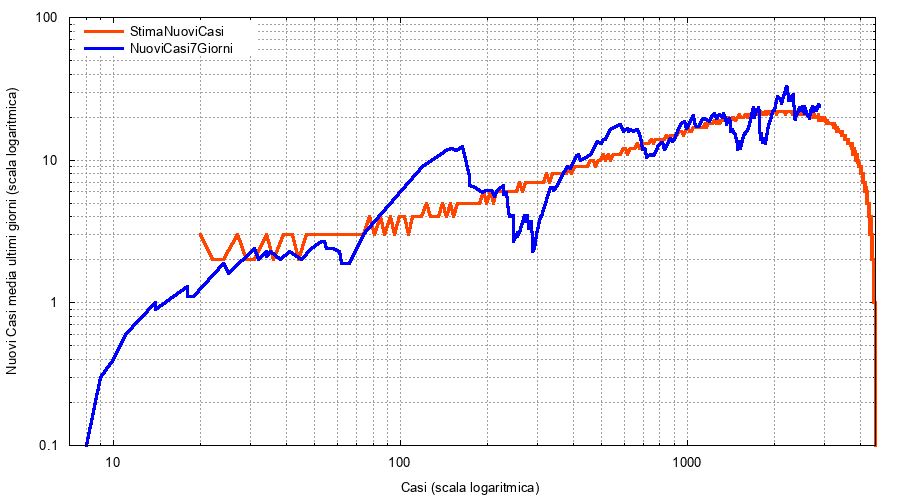 100
StimaNuoviCasi
NuoviCasi7Giorni
10
1
0.1
Nuovi Casi media ultimi giorni (scala logaritmica)
10
100
1000
Casi (scala logaritmica)